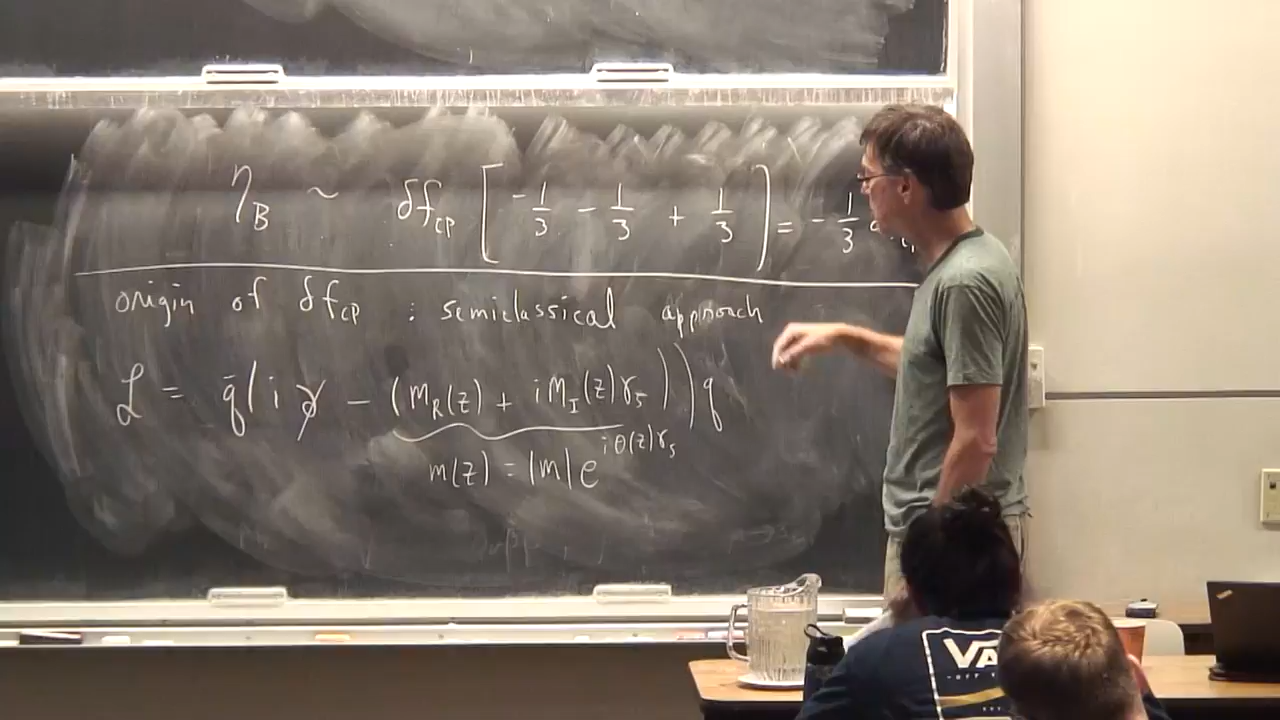 η_B ~ δf_CP [ -1/3 - 1/3 + 1/3 ] = - 1/3
origin of δf_CP : semiclassical approach
ℒ = q̄ ( i ∂̸ - ( m_R(z) + i m_I(z) γ_5 ) ) q
m(z) = |m| e^{iθ(z)γ_5}
VA